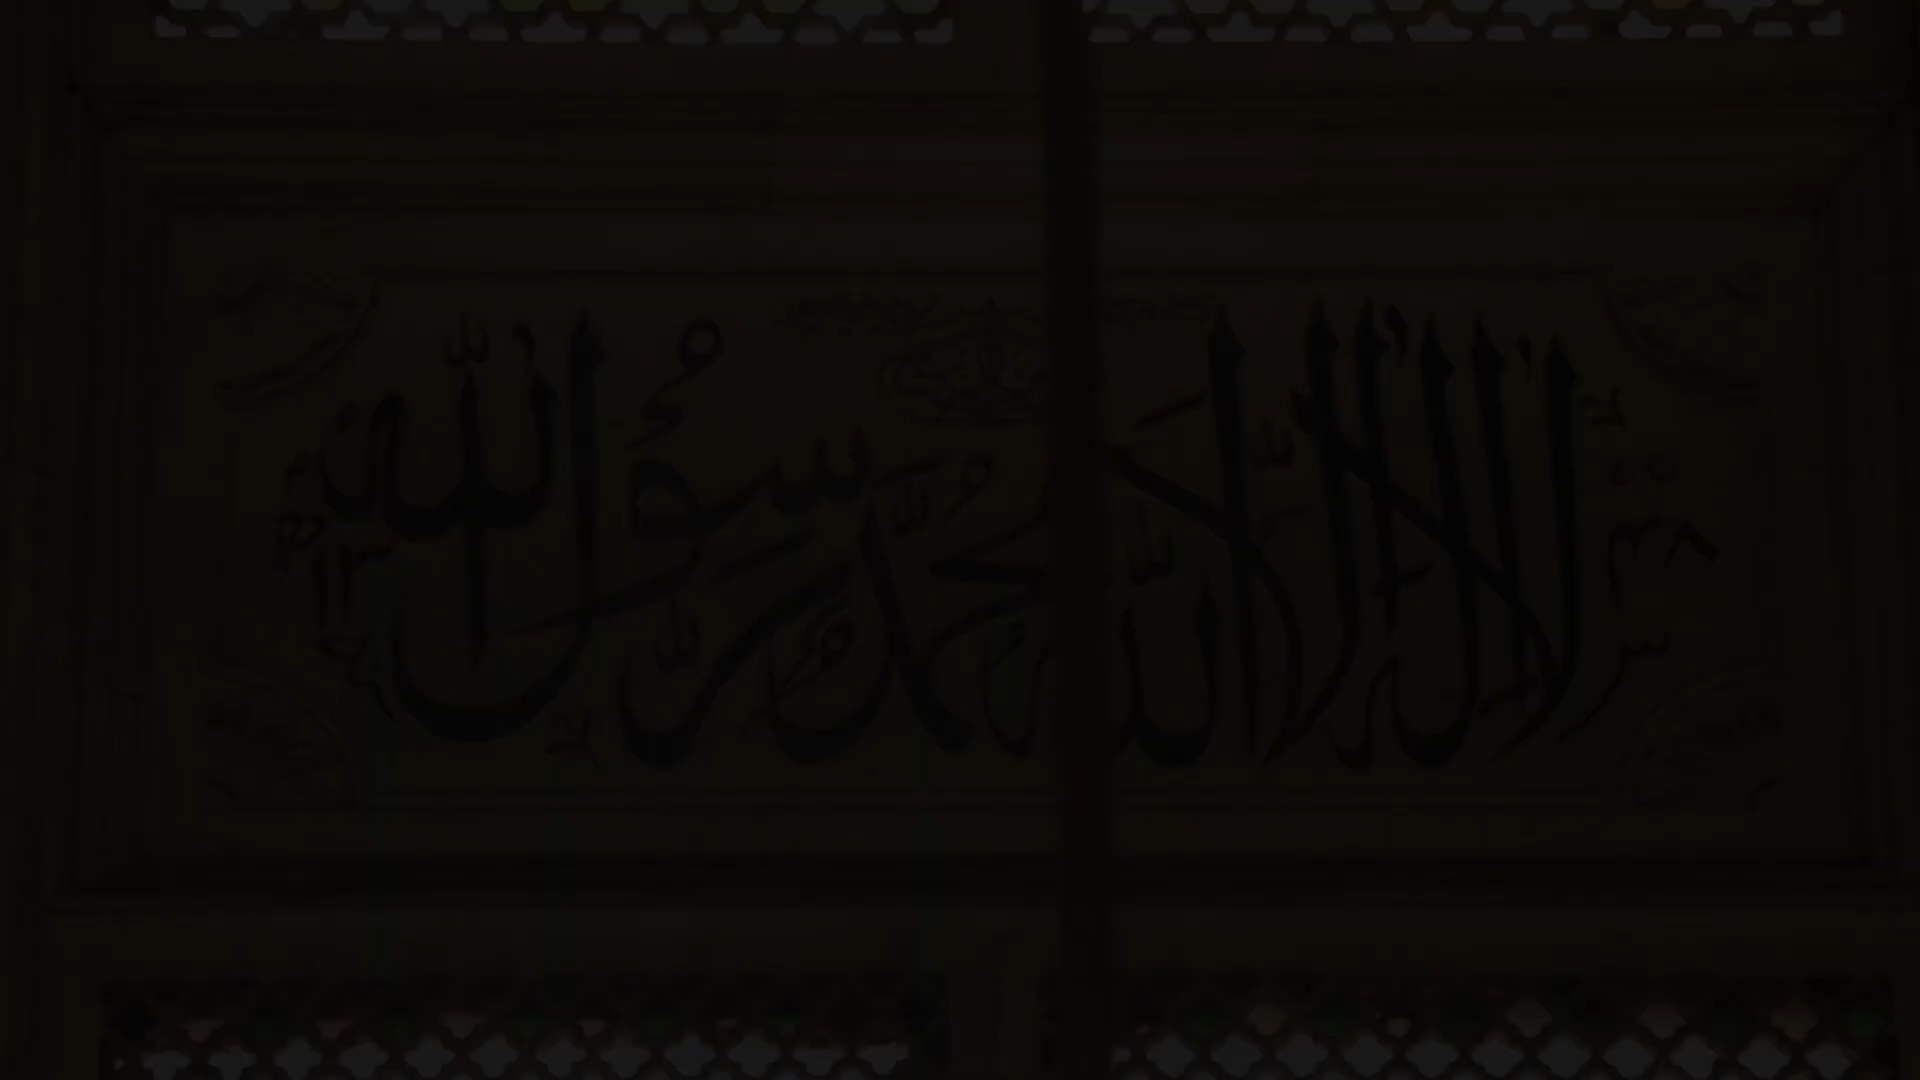 لا إله إلا الله محمد رسول الله